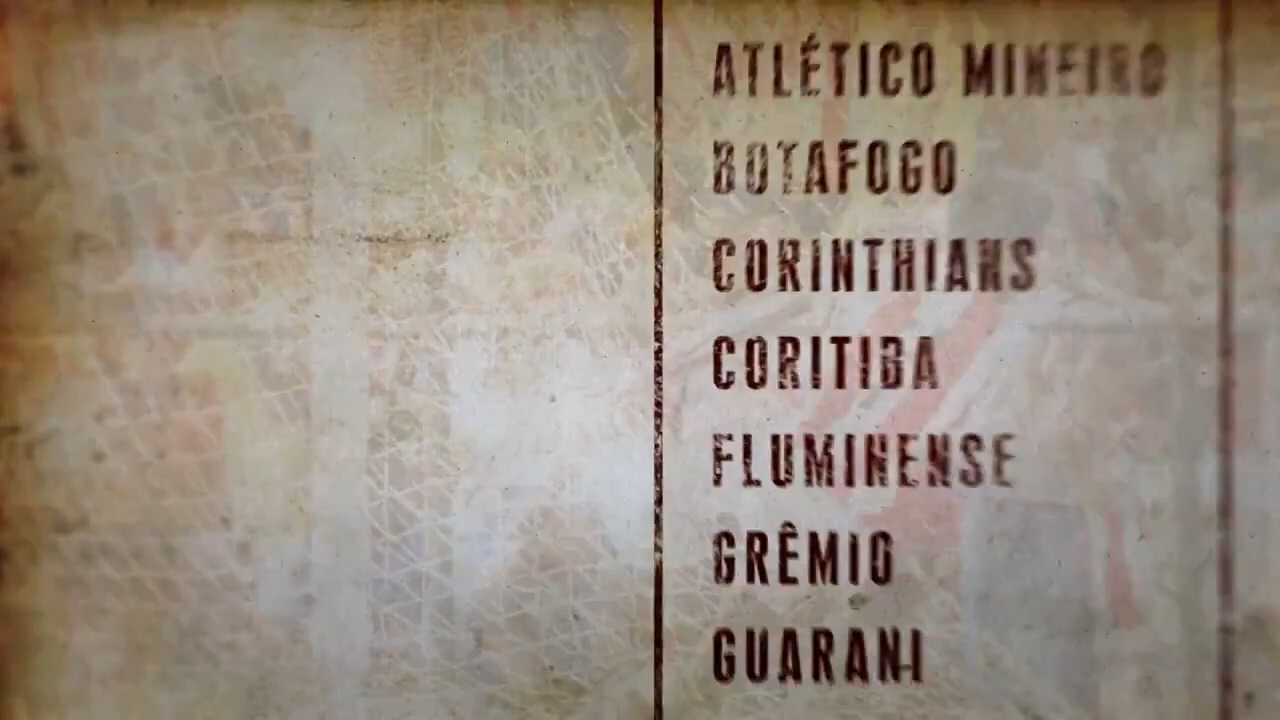 ATLÉTICO MINEIRO
BOTAFOGO
CORINTHIANS
CORITIBA
FLUMINENSE
GRÊMIO
GUARANI